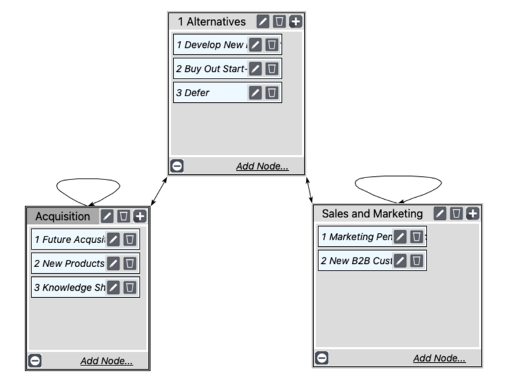 1 Alternatives
1 Develop New
2 Buy Out Start-
3 Defer
Add Node...
Acquisition
1 Future Acqusi
2 New Products
3 Knowledge Sh
Add Node...
Sales and Marketing
1 Marketing Pen
2 New B2B Cust
Add Node...